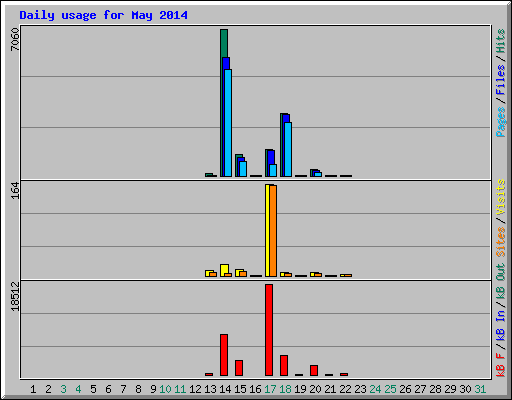 Daily usage for May 2014
7060
Pages / Files / Hits
164
Sites / Visits
18512
kB F / kB In / kB Out
1 2 3 4 5 6 7 8 9 10 11 12 13 14 15 16 17 18 19 20 21 22 23 24 25 26 27 28 29 30 31